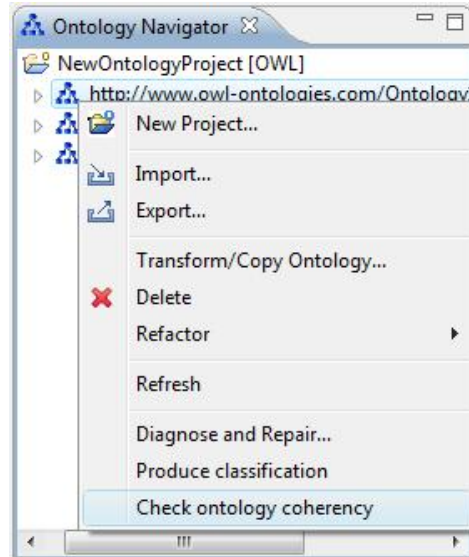 Ontology Navigator
NewOntologyProject [OWL]
http://www.owl-ontologies.com/Ontology
New Project...
Import...
Export...
Transform/Copy Ontology...
Delete
Refactor
Refresh
Diagnose and Repair...
Produce classification
Check ontology coherency